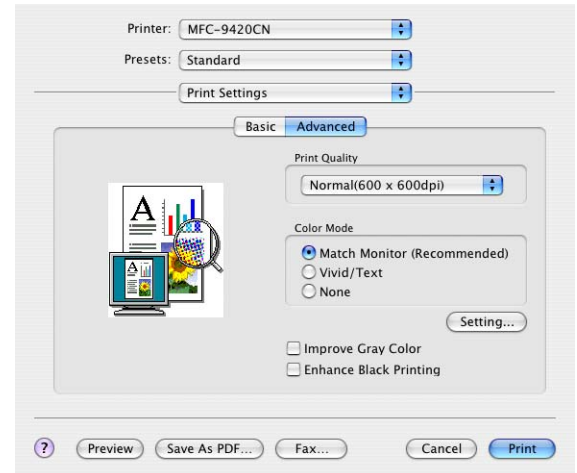 Printer: MFC-9420CN
Presets: Standard
Print Settings
Basic Advanced
Print Quality
Normal(600 x 600dpi)
A
Color Mode
Match Monitor (Recommended)
A
Vivid/Text
None
Setting...
Improve Gray Color
Enhance Black Printing
? Preview Save As PDF... Fax... Cancel Print